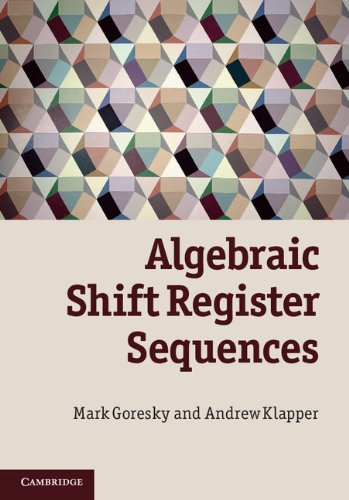 Algebraic
Shift Register
Sequences
Mark Goresky and Andrew Klapper
CAMBRIDGE